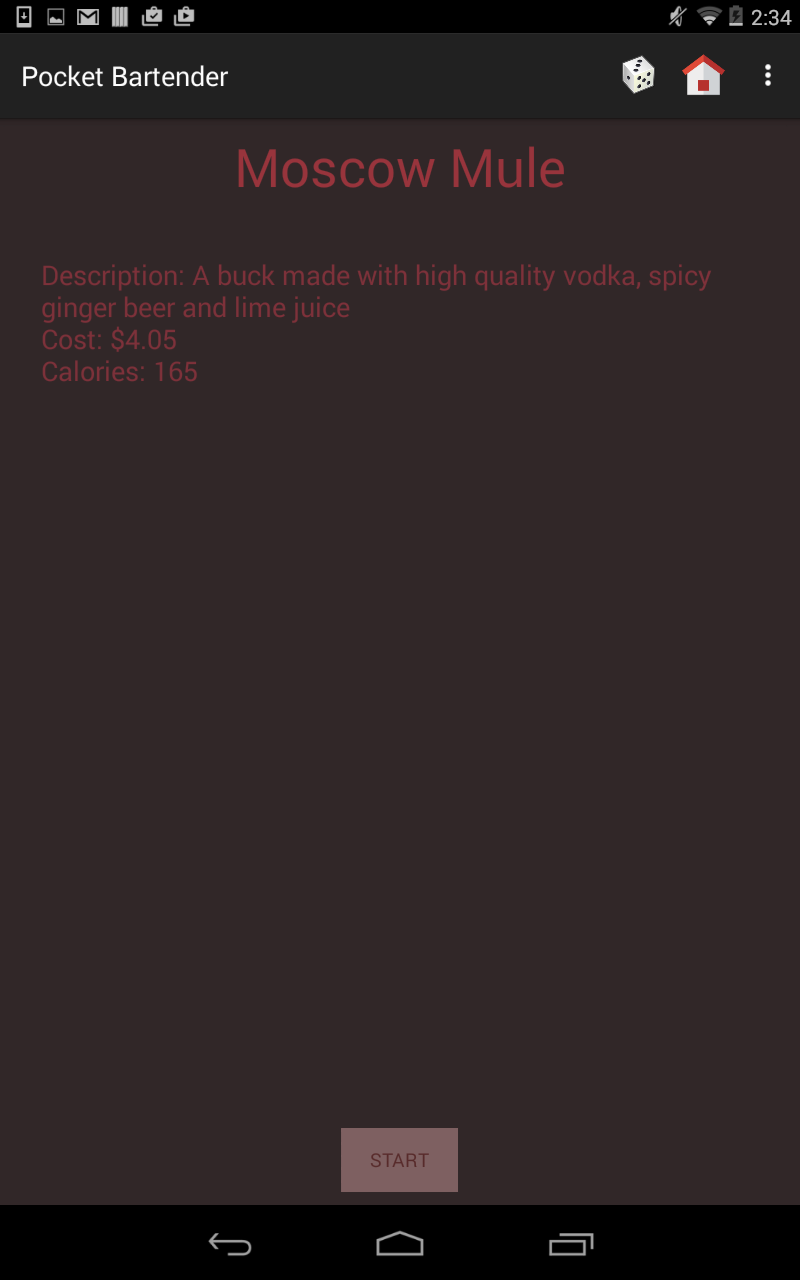 2:34
Pocket Bartender
Moscow Mule
Description: A buck made with high quality vodka, spicy
ginger beer and lime juice
Cost: $4.05
Calories: 165
START